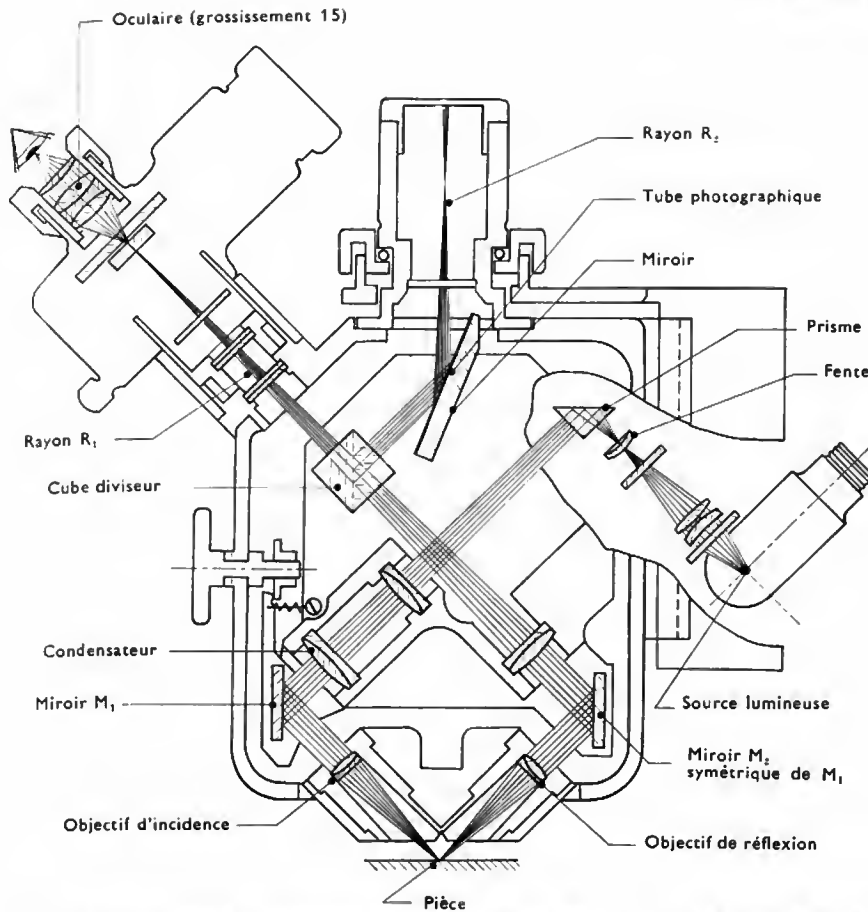 Oculaire (grossissement 15)
Rayon R₂
Tube photographique
Miroir
Prisme
Fente
Rayon R₁
Cube diviseur
Condensateur
Miroir M₁
Source lumineuse
Miroir M₂
symétrique de M₁
Objectif d'incidence
Objectif de réflexion
Pièce